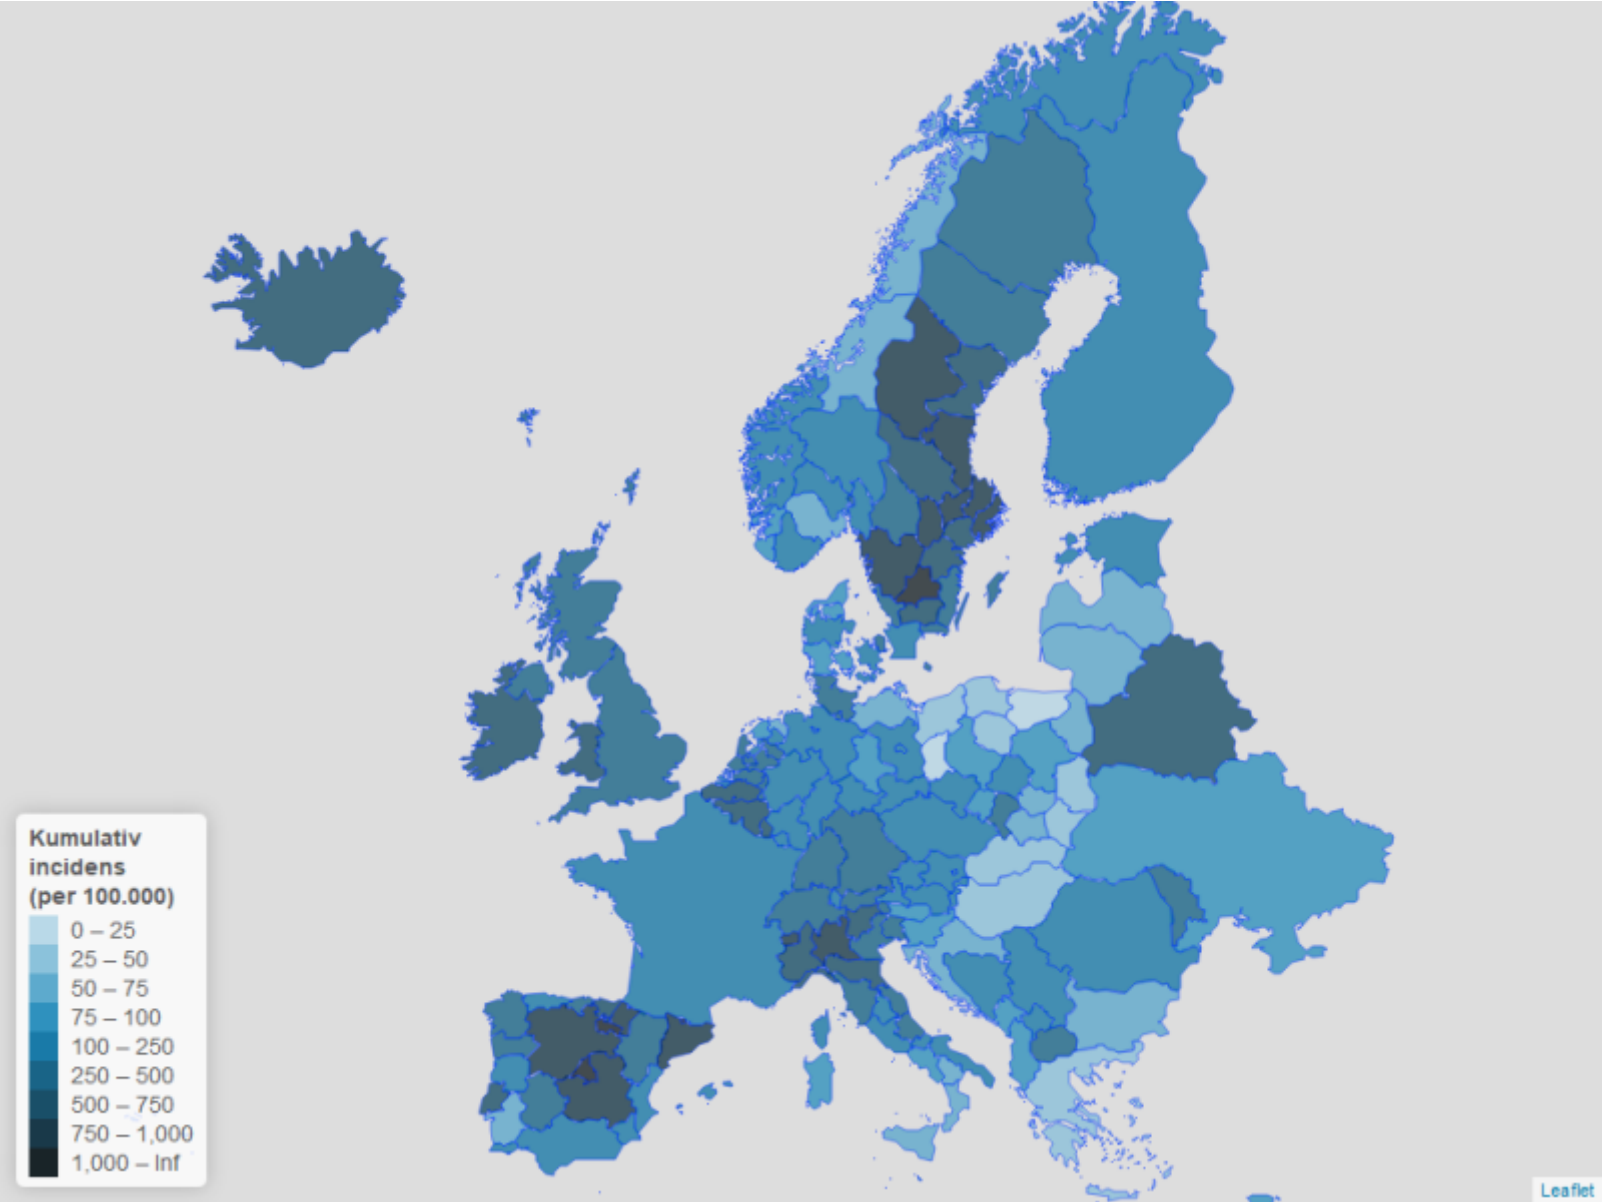 Kumulativ
incidens
(per 100.000)
0 – 25
25 – 50
50 – 75
75 – 100
100 – 250
250 – 500
500 – 750
750 – 1,000
1,000 – Inf
Leaflet